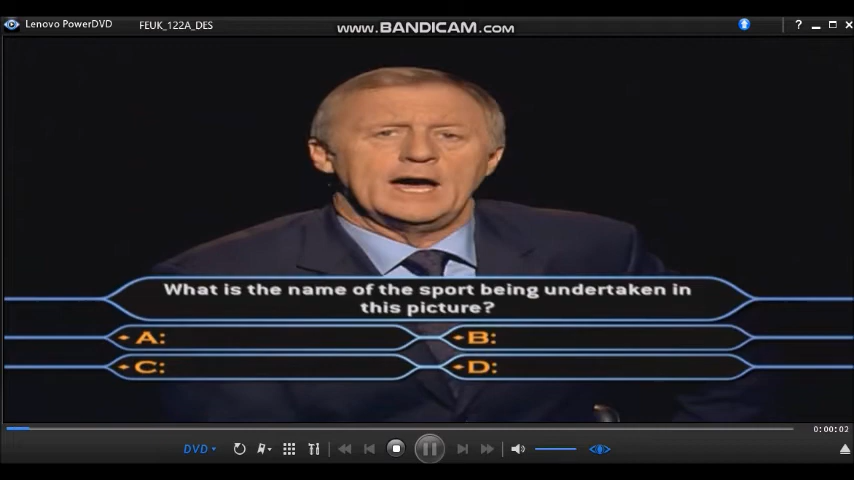 Lenovo PowerDVD FEUK_122A_DES www.BANDICAM.com ?
What is the name of the sport being undertaken in
this picture?
A: B:
C: D:
0:00:02
DVD